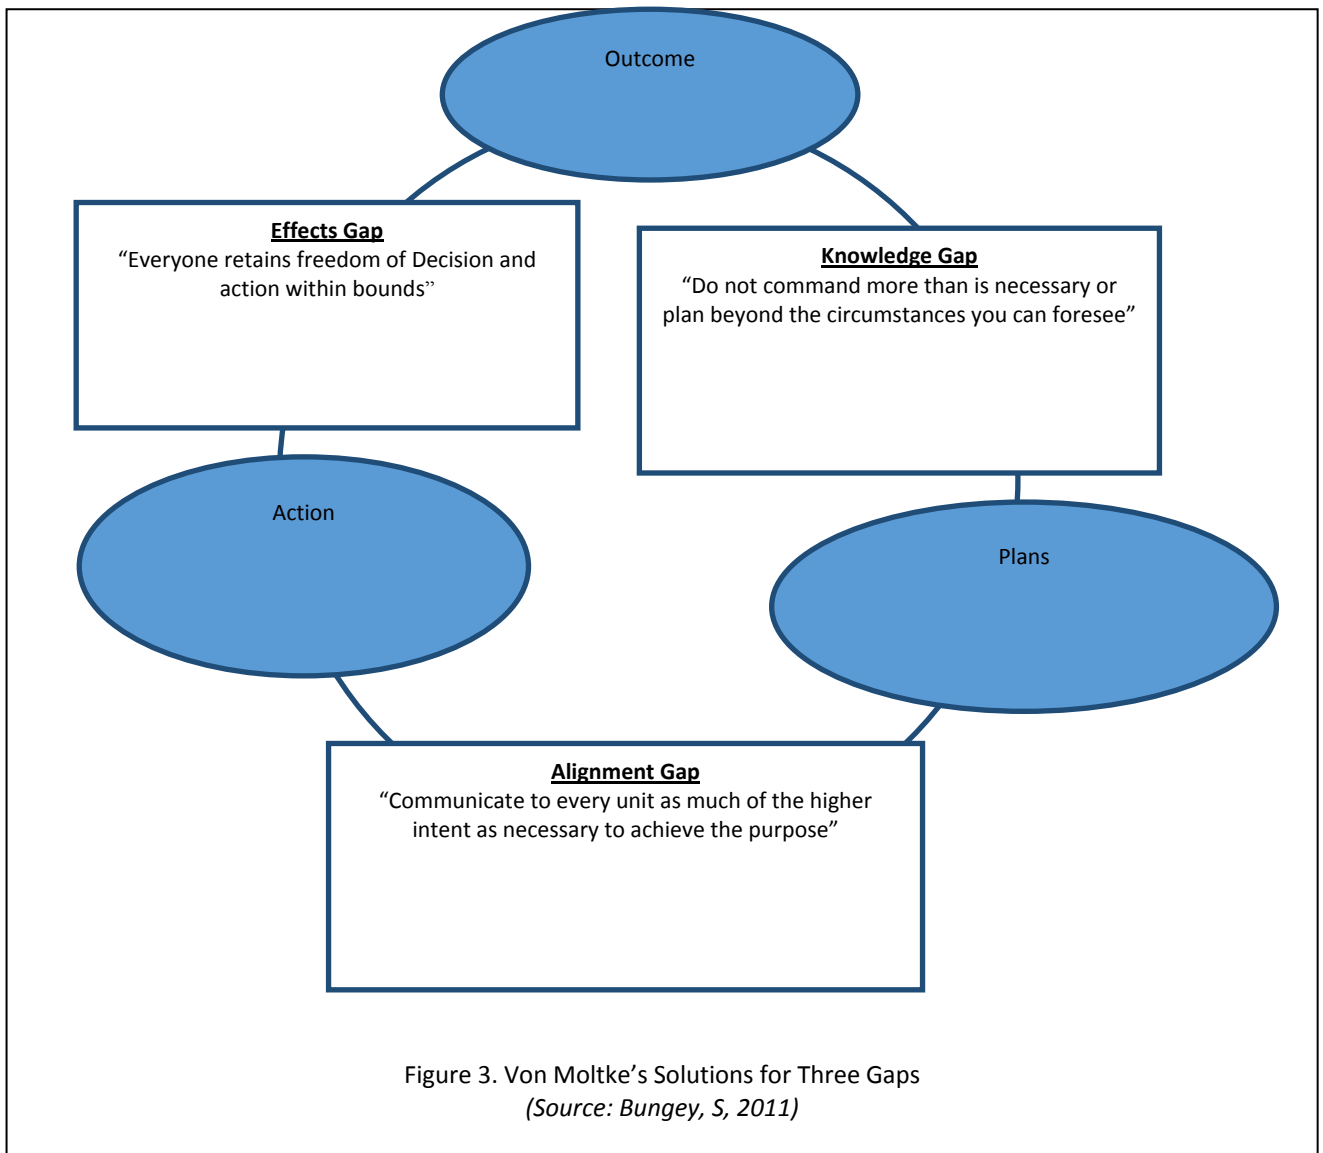 Outcome
Effects Gap
“Everyone retains freedom of Decision and
action within bounds”
Knowledge Gap
“Do not command more than is necessary or
plan beyond the circumstances you can foresee”
Action
Plans
Alignment Gap
“Communicate to every unit as much of the higher
intent as necessary to achieve the purpose”
Figure 3. Von Moltke’s Solutions for Three Gaps
(Source: Bungey, S, 2011)